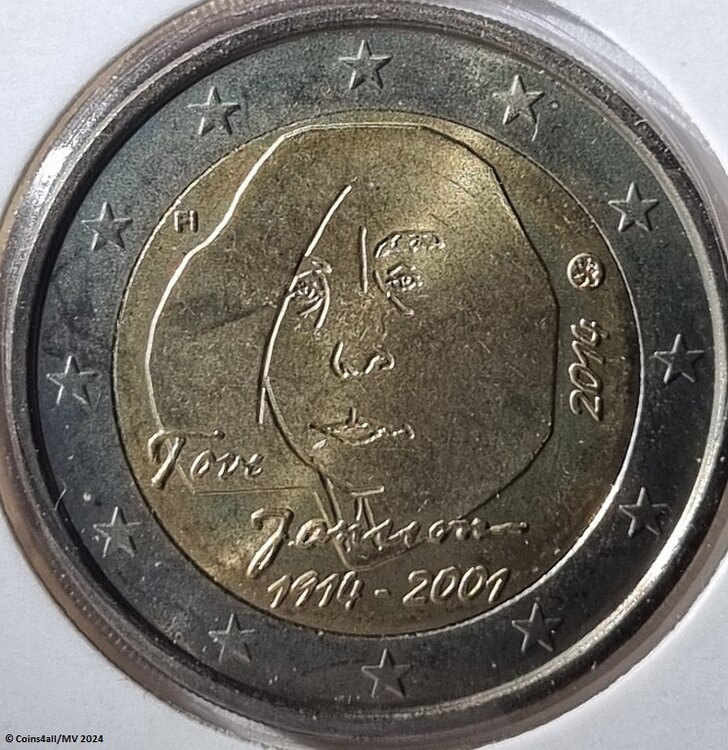 FI
2014
Tove
Jansson
1914 - 2001
© Coins4all/MV 2024